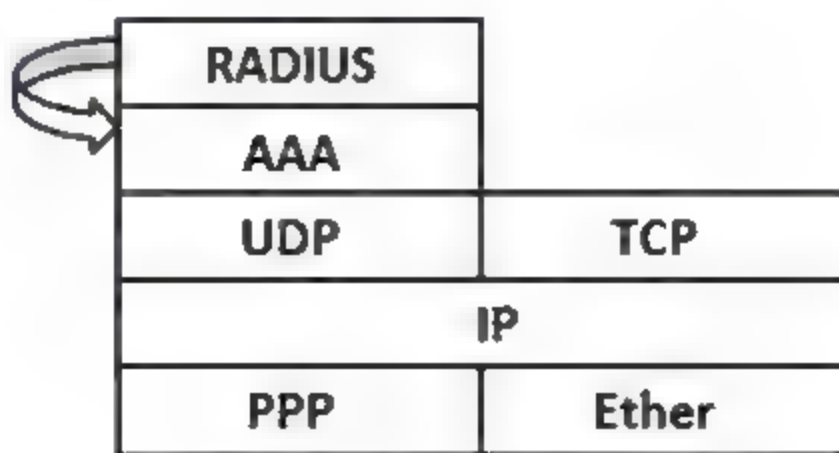 RADIUS
AAA
UDP TCP
IP
PPP Ether